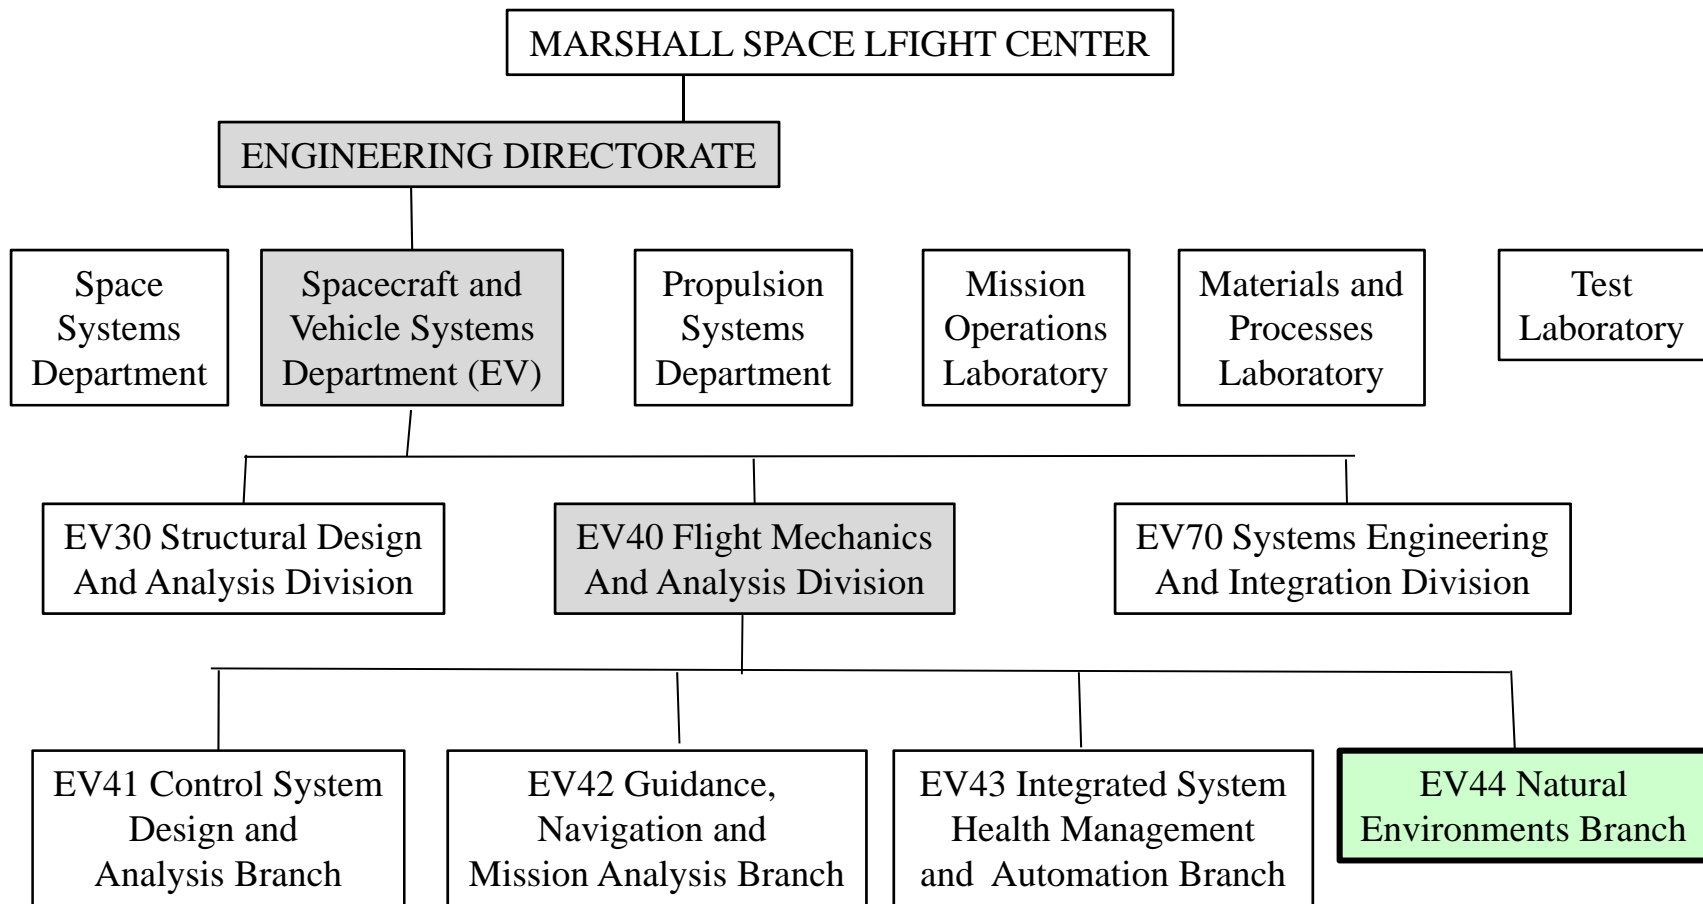 MARSHALL SPACE LFIGHT CENTER
ENGINEERING DIRECTORATE
Space
Systems
Department
Spacecraft and
Vehicle Systems
Department (EV)
Propulsion
Systems
Department
Mission
Operations
Laboratory
Materials and
Processes
Laboratory
Test
Laboratory
EV30 Structural Design
And Analysis Division
EV40 Flight Mechanics
And Analysis Division
EV70 Systems Engineering
And Integration Division
EV41 Control System
Design and
Analysis Branch
EV42 Guidance,
Navigation and
Mission Analysis Branch
EV43 Integrated System
Health Management
and Automation Branch
EV44 Natural
Environments Branch